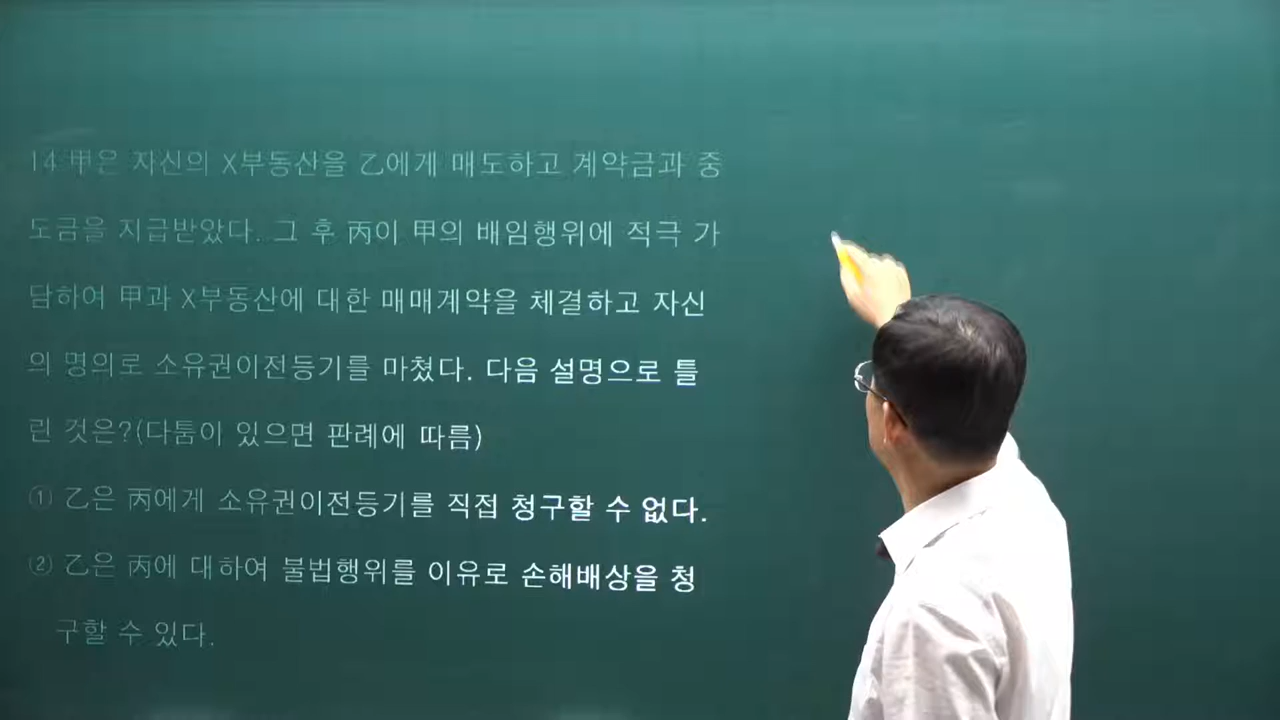 14 甲은 자신의 X부동산을 乙에게 매도하고 계약금과 중
도금을 지급받았다. 그 후 丙이 甲의 배임행위에 적극 가
담하여 甲과 X부동산에 대한 매매계약을 체결하고 자신
의 명의로 소유권이전등기를 마쳤다. 다음 설명으로 틀
린 것은?(다툼이 있으면 판례에 따름)
① 乙은 丙에게 소유권이전등기를 직접 청구할 수 없다.
② 乙은 丙에 대하여 불법행위를 이유로 손해배상을 청
구할 수 있다.